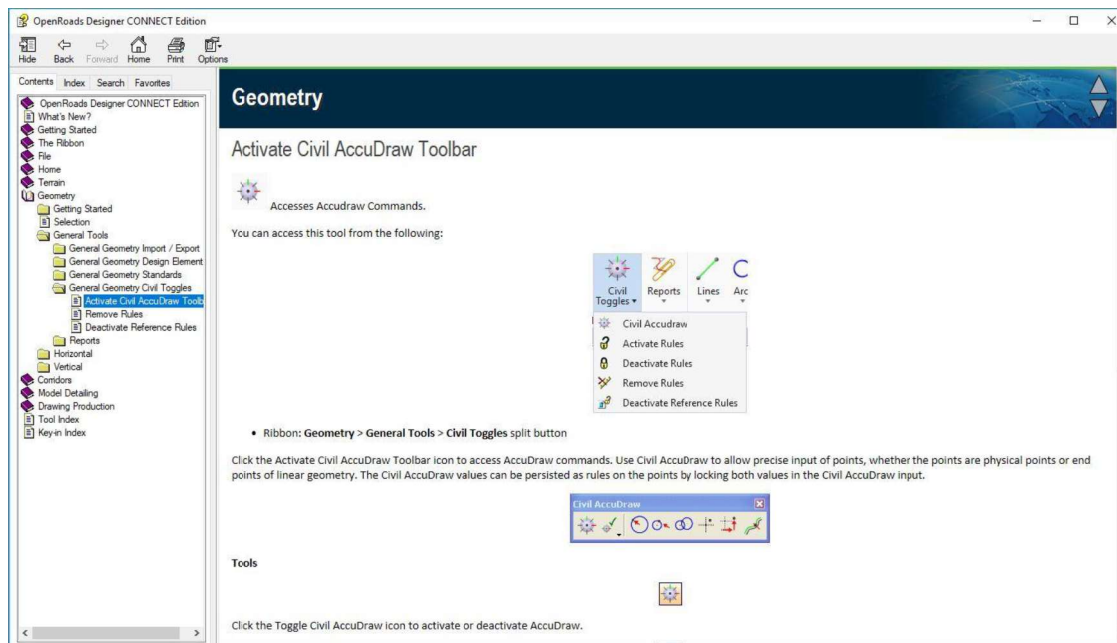 OpenRoads Designer CONNECT Edition
Hide Back Forward Home Print Options
Contents Index Search Favorites
OpenRoads Designer CONNECT Edition
What's New?
Getting Started
The Ribbon
File
Home
Terrain
Geometry
Getting Started
Selection
General Tools
General Geometry Import / Export
General Geometry Design Element
General Geometry Standards
General Geometry Civil Toggles
Activate Civil AccuDraw Toolb
Remove Rules
Deactivate Reference Rules
Reports
Horizontal
Vertical
Corridors
Model Detailing
Drawing Production
Tool Index
Key-in Index
Geometry
Activate Civil AccuDraw Toolbar
Accesses Accudraw Commands.
You can access this tool from the following:
Civil Toggles Reports Lines Arc
Civil Accudraw
Activate Rules
Deactivate Rules
Remove Rules
Deactivate Reference Rules
• Ribbon: Geometry > General Tools > Civil Toggles split button
Click the Activate Civil AccuDraw Toolbar icon to access AccuDraw commands. Use Civil AccuDraw to allow precise input of points, whether the points are physical points or end
points of linear geometry. The Civil AccuDraw values can be persisted as rules on the points by locking both values in the Civil AccuDraw input.
Civil AccuDraw
Tools
Click the Toggle Civil AccuDraw icon to activate or deactivate AccuDraw.